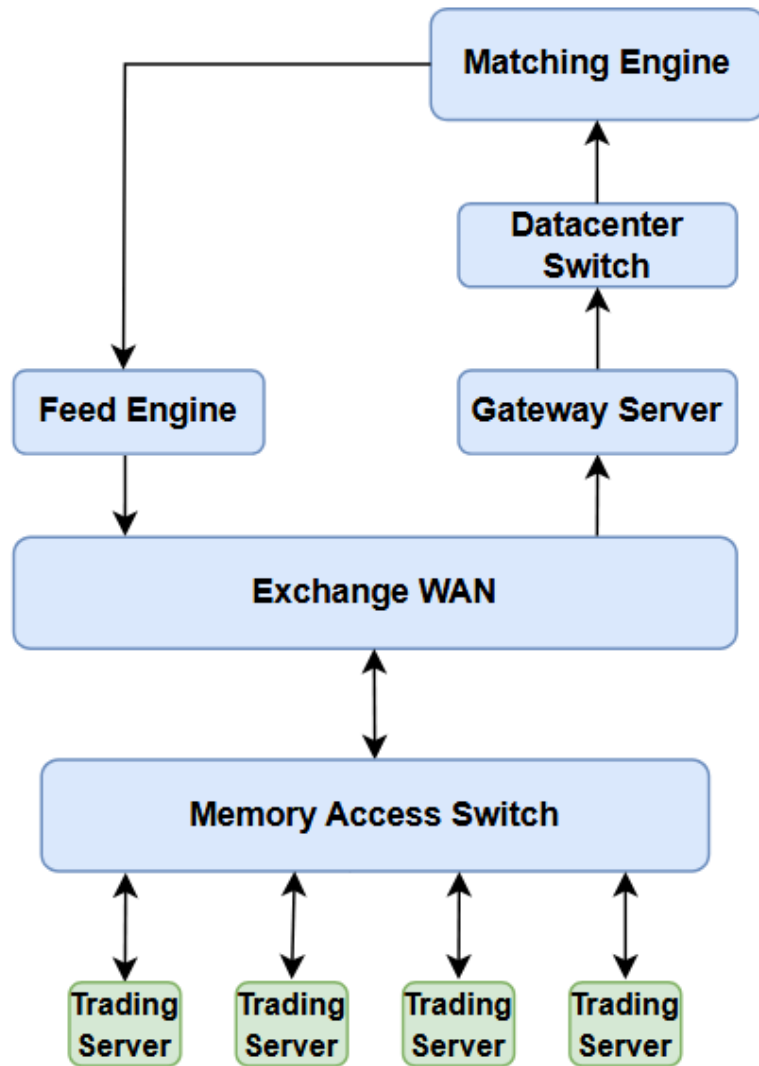 Matching Engine
Datacenter
Switch
Feed Engine
Gateway Server
Exchange WAN
Memory Access Switch
Trading
Server
Trading
Server
Trading
Server
Trading
Server